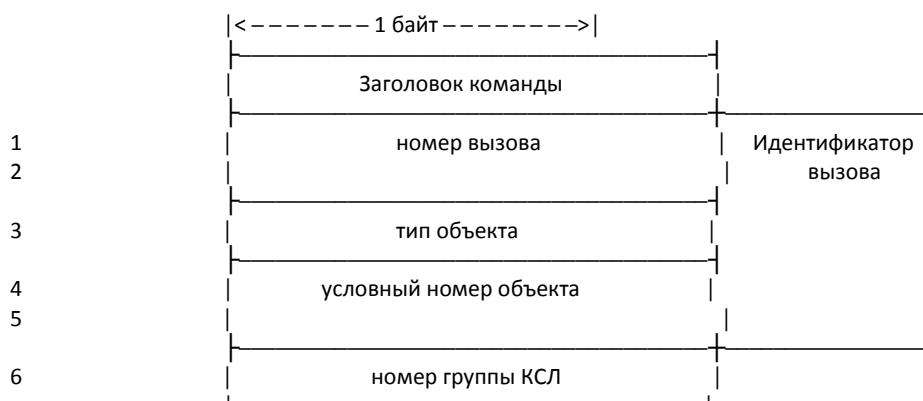 |< – – – – – – – 1 байт – – – – – – – –>|
Заголовок команды
1 номер вызова Идентификатор
2 вызова
3 тип объекта
4 условный номер объекта
5
6 номер группы КСЛ